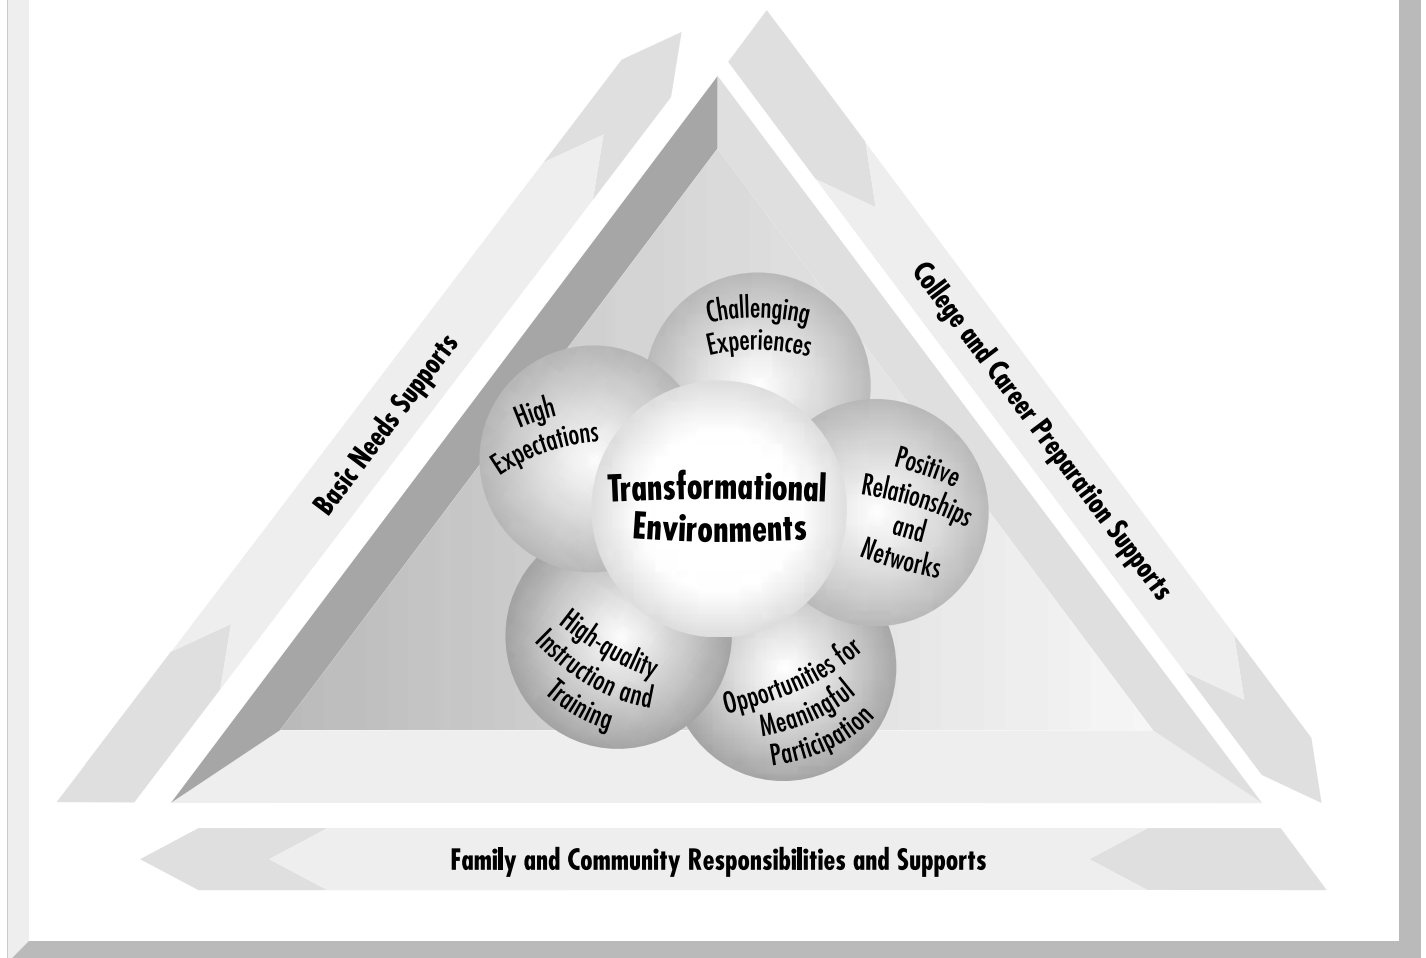 Challenging
Experiences
High
Expectations
Positive
Relationships
and
Networks
Transformational
Environments
High-quality
Instruction and
Training
Opportunities for
Meaningful
Participation
Basic Needs Supports
College and Career Preparation Supports
Family and Community Responsibilities and Supports